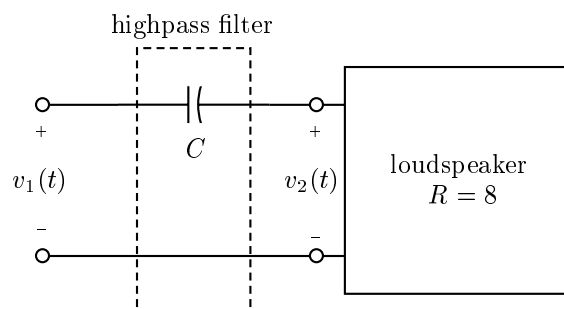 highpass filter
+
C
+
v₁(t)
v₂(t)
loudspeaker
R = 8
−
−